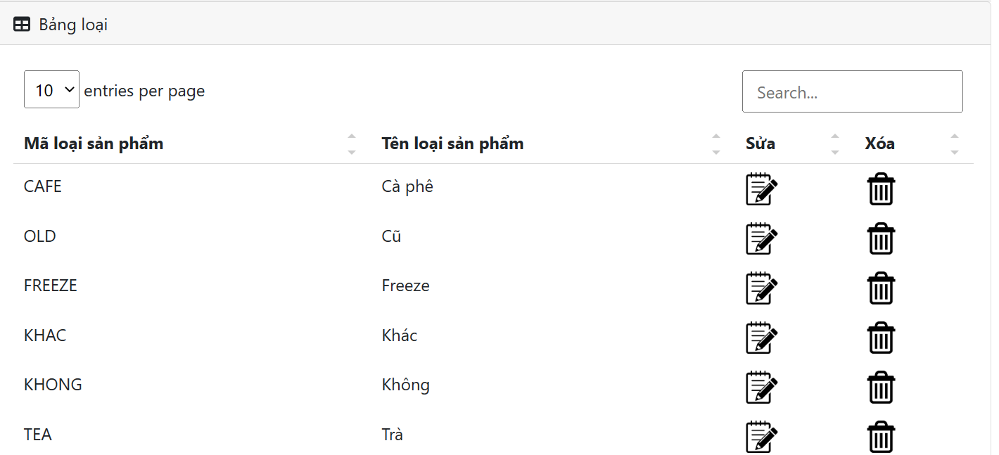 Bảng loại
10 entries per page
Search...
Mã loại sản phẩm Tên loại sản phẩm Sửa Xóa
CAFE Cà phê
OLD Cũ
FREEZE Freeze
KHAC Khác
KHONG Không
TEA Trà